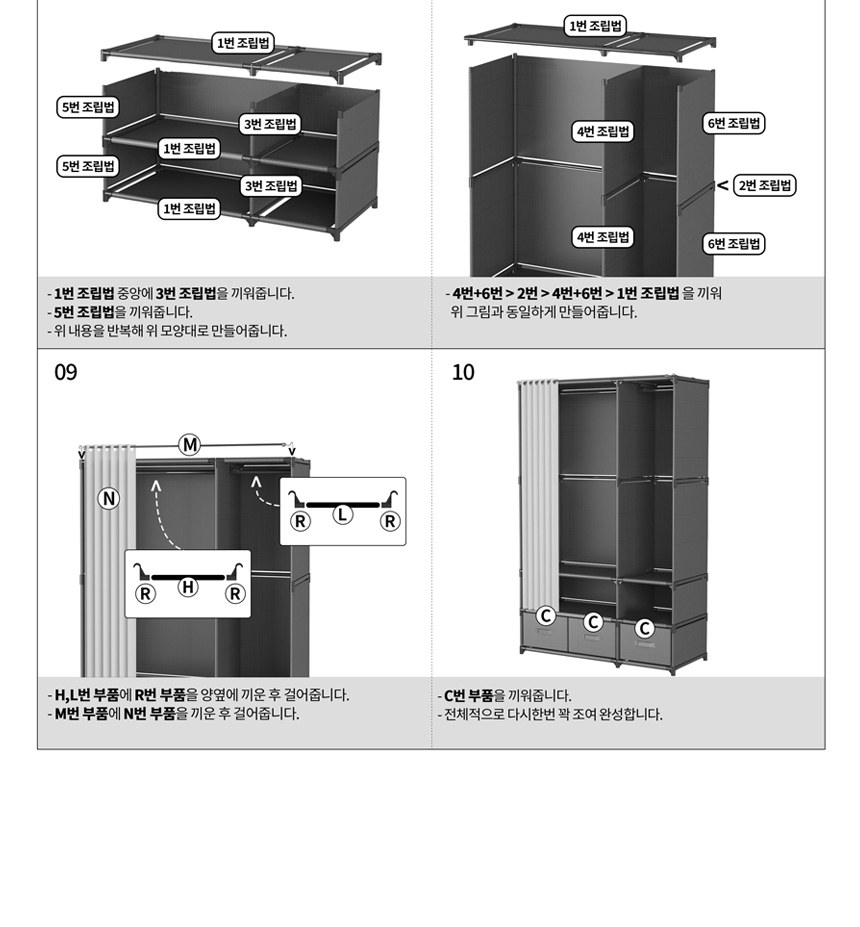 1번 조립법
5번 조립법
3번 조립법
1번 조립법
5번 조립법
3번 조립법
1번 조립법
- 1번 조립법 중앙에 3번 조립법을 끼워줍니다.
- 5번 조립법을 끼워줍니다.
- 위 내용을 반복해 위 모양대로 만들어줍니다.
1번 조립법
4번 조립법
6번 조립법
< 2번 조립법
4번 조립법
6번 조립법
- 4번+6번 > 2번 > 4번+6번 > 1번 조립법 을 끼워
위 그림과 동일하게 만들어줍니다.
09
M
N
R L R
R H R
- H,L번 부품에 R번 부품을 양옆에 끼운 후 걸어줍니다.
- M번 부품에 N번 부품을 끼운 후 걸어줍니다.
10
C C C
- C번 부품을 끼워줍니다.
- 전체적으로 다시한번 꽉 조여 완성합니다.